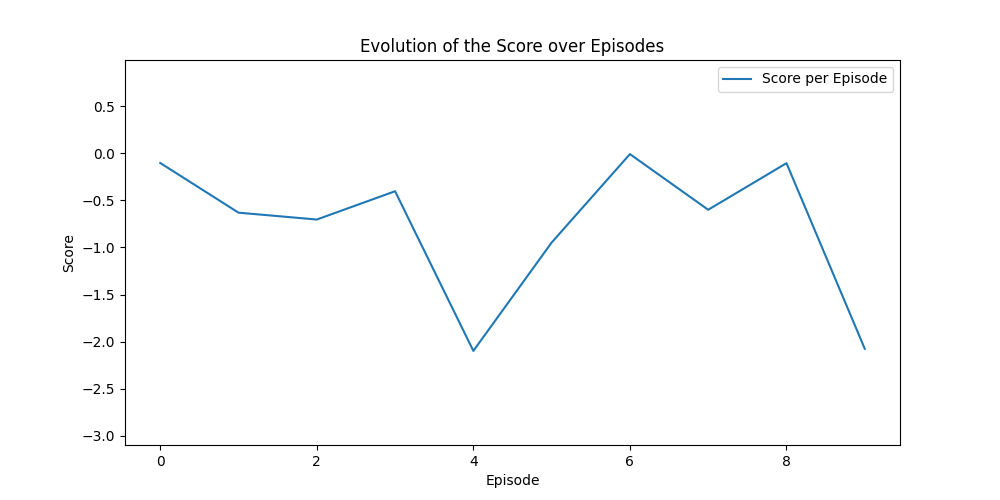 Evolution of the Score over Episodes
Score per Episode
0.5
0.0
−0.5
−1.0
−1.5
−2.0
−2.5
−3.0
Score
0 2 4 6 8
Episode